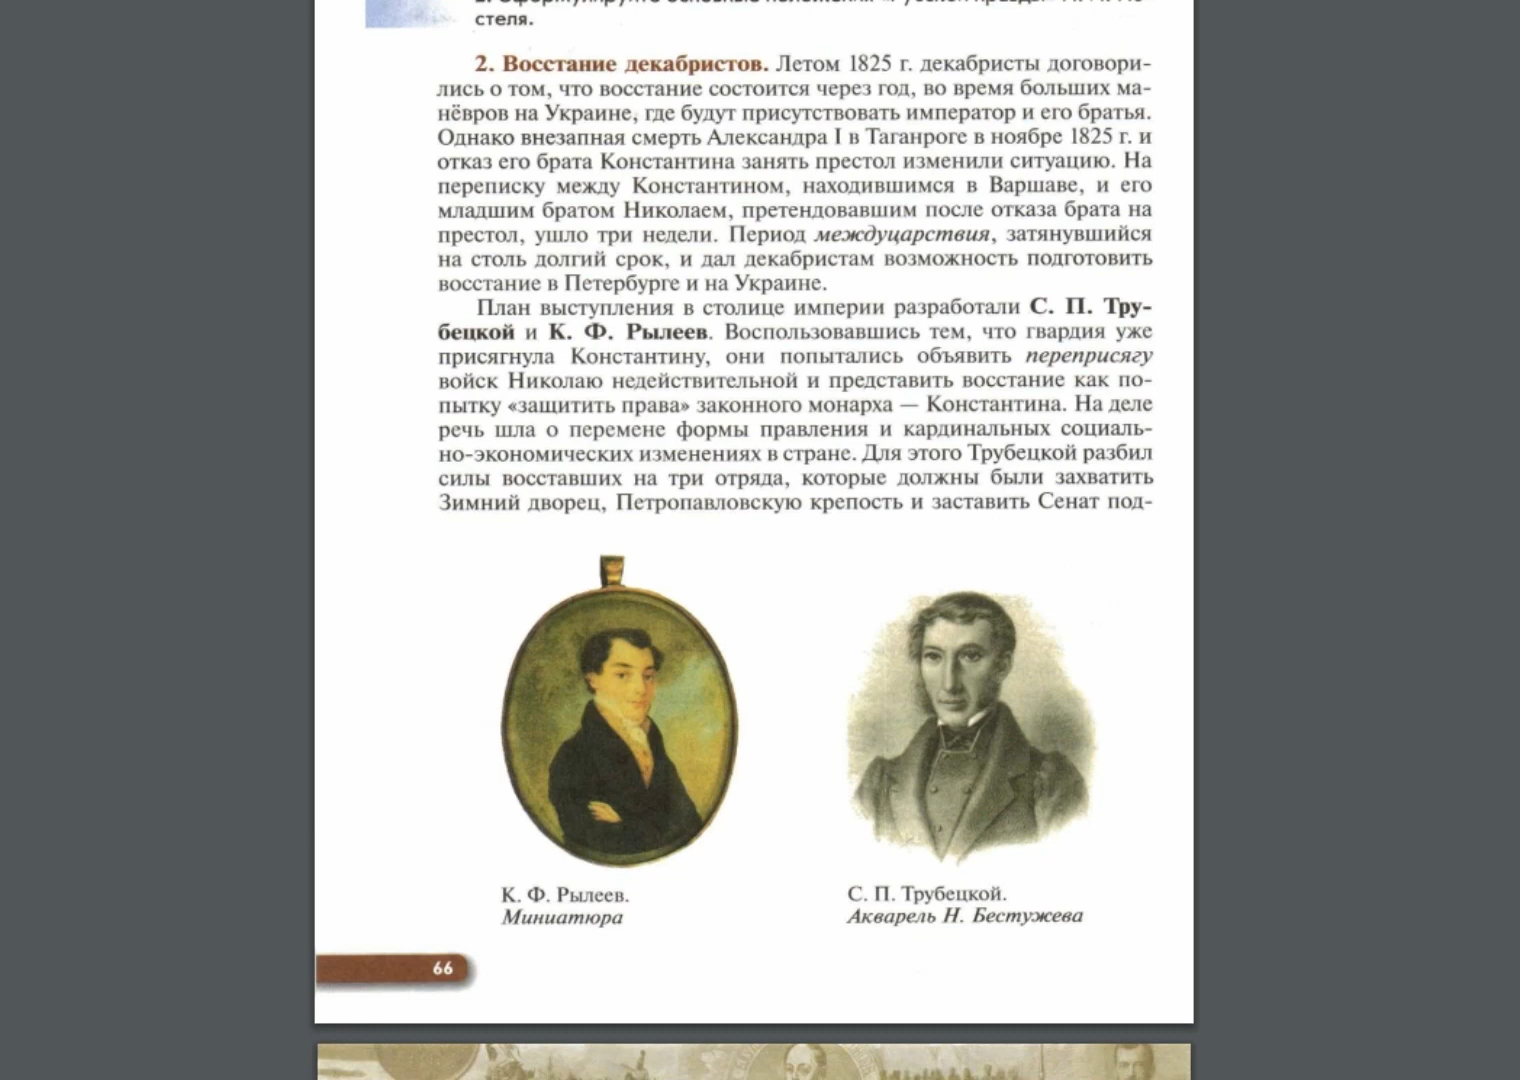 стеля.
2. Восстание декабристов. Летом 1825 г. декабристы договори-
лись о том, что восстание состоится через год, во время больших ма-
нёвров на Украине, где будут присутствовать император и его братья.
Однако внезапная смерть Александра I в Таганроге в ноябре 1825 г. и
отказ его брата Константина занять престол изменили ситуацию. На
переписку между Константином, находившимся в Варшаве, и его
младшим братом Николаем, претендовавшим после отказа брата на
престол, ушло три недели. Период междуцарствия, затянувшийся
на столь долгий срок, и дал декабристам возможность подготовить
восстание в Петербурге и на Украине.
План выступления в столице империи разработали С. П. Тру-
бецкой и К. Ф. Рылеев. Воспользовавшись тем, что гвардия уже
присягнула Константину, они попытались объявить переприсягу
войск Николаю недействительной и представить восстание как по-
пытку «защитить права» законного монарха — Константина. На деле
речь шла о перемене формы правления и кардинальных социаль-
но-экономических изменениях в стране. Для этого Трубецкой разбил
силы восставших на три отряда, которые должны были захватить
Зимний дворец, Петропавловскую крепость и заставить Сенат под-
К. Ф. Рылеев.
Миниатюра
С. П. Трубецкой.
Акварель Н. Бестужева
66